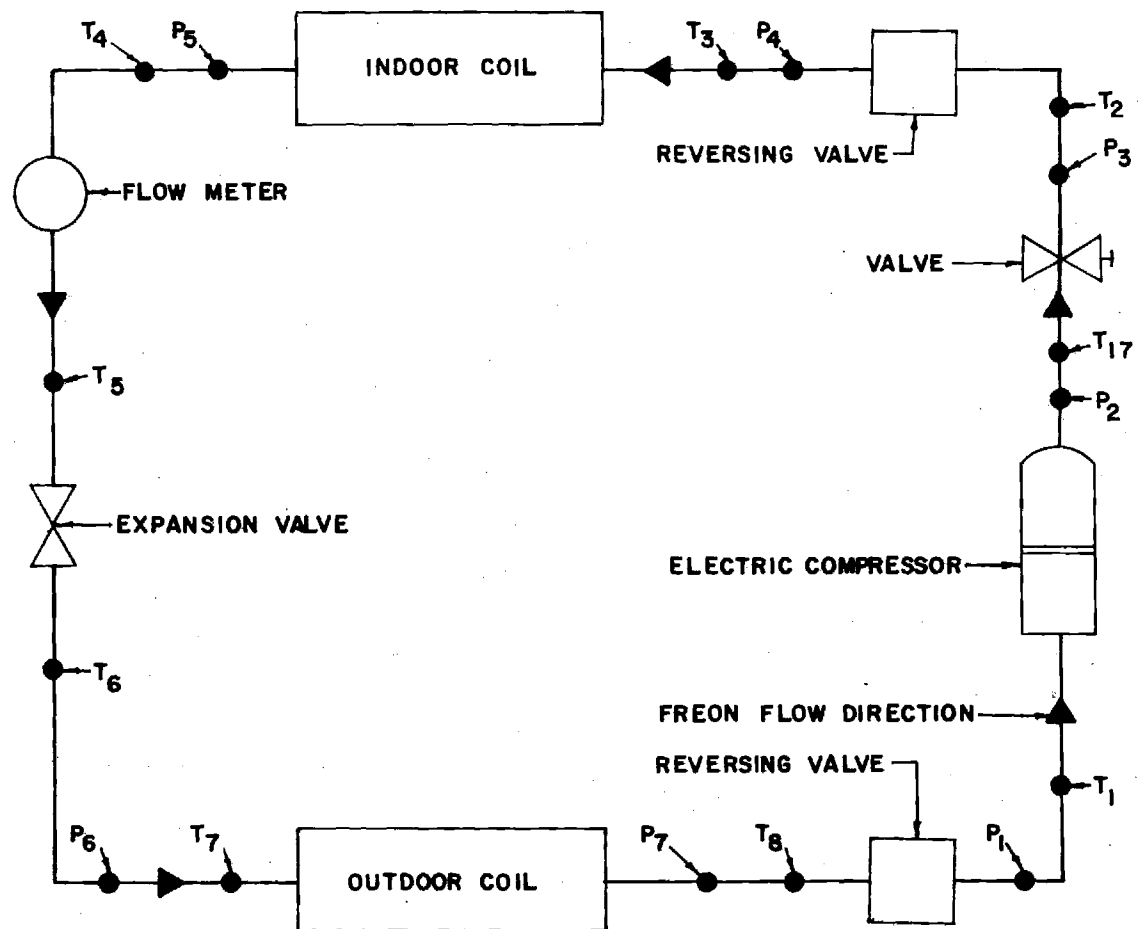 T4
P5
INDOOR COIL
T3
P4
T2
REVERSING VALVE
P3
FLOW METER
VALVE
T17
T5
P2
EXPANSION VALVE
ELECTRIC COMPRESSOR
T6
FREON FLOW DIRECTION
REVERSING VALVE
T1
P6
T7
OUTDOOR COIL
P7
T8
P1